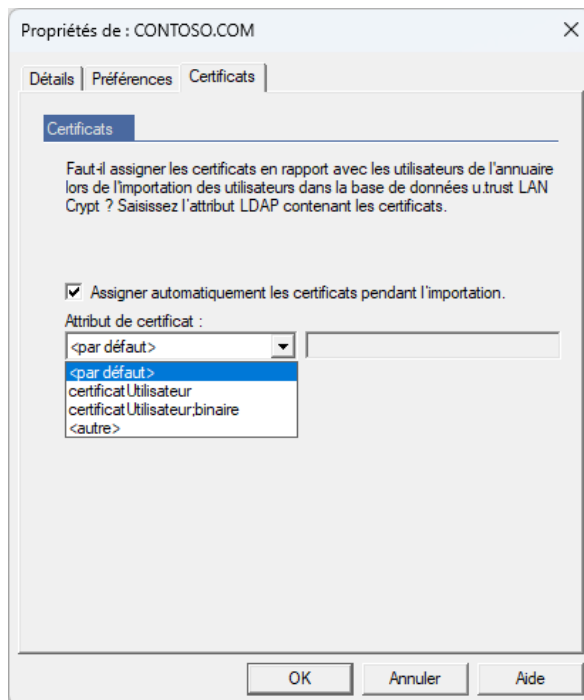 Propriétés de : CONTOSO.COM
Détails
Préférences
Certificats
Certificats
Faut-il assigner les certificats en rapport avec les utilisateurs de l'annuaire
lors de l'importation des utilisateurs dans la base de données u.trust LAN
Crypt ? Saisissez l'attribut LDAP contenant les certificats.
Assigner automatiquement les certificats pendant l'importation.
Attribut de certificat :
<par défaut>
<par défaut>
certificatUtilisateur
certificatUtilisateur;binaire
<autre>
OK
Annuler
Aide